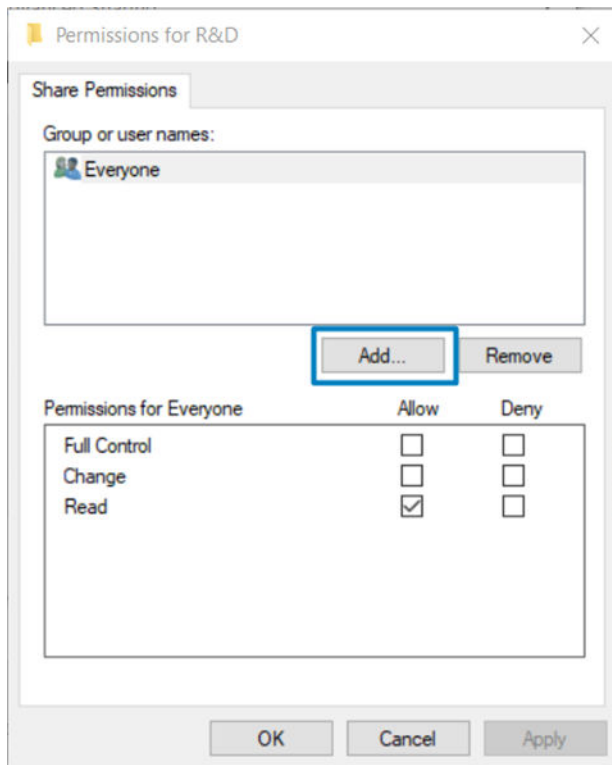 Permissions for R&D
Share Permissions
Group or user names:
Everyone
Add... Remove
Permissions for Everyone Allow Deny
Full Control
Change
Read
OK Cancel Apply